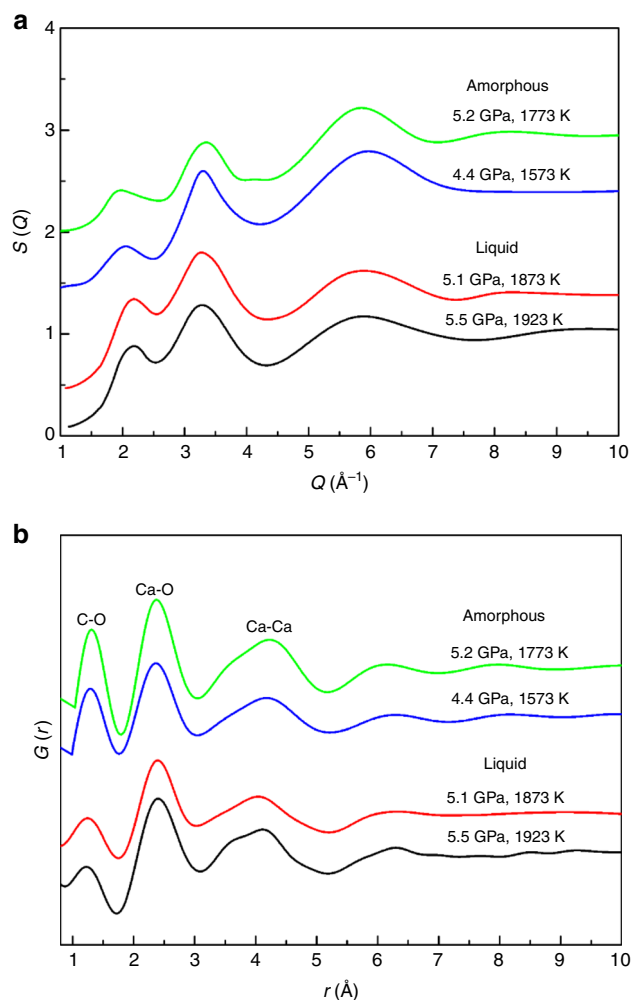 a
4
3
2
1
0
S (Q)
Amorphous
5.2 GPa, 1773 K
4.4 GPa, 1573 K
Liquid
5.1 GPa, 1873 K
5.5 GPa, 1923 K
1 2 3 4 5 6 7 8 9 10
Q (Å⁻¹)
b
G (r)
C-O
Ca-O
Ca-Ca
Amorphous
5.2 GPa, 1773 K
4.4 GPa, 1573 K
Liquid
5.1 GPa, 1873 K
5.5 GPa, 1923 K
1 2 3 4 5 6 7 8 9 10
r (Å)